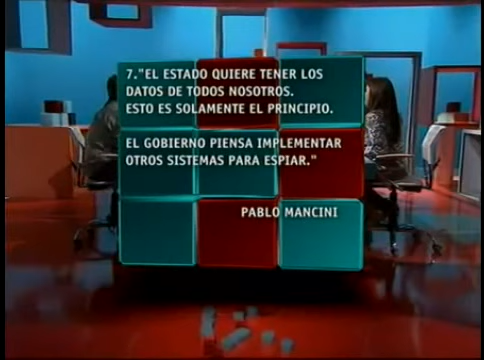 7."EL ESTADO QUIERE TENER LOS
DATOS DE TODOS NOSOTROS.
ESTO ES SOLAMENTE EL PRINCIPIO.
EL GOBIERNO PIENSA IMPLEMENTAR
OTROS SISTEMAS PARA ESPIAR."
PABLO MANCINI